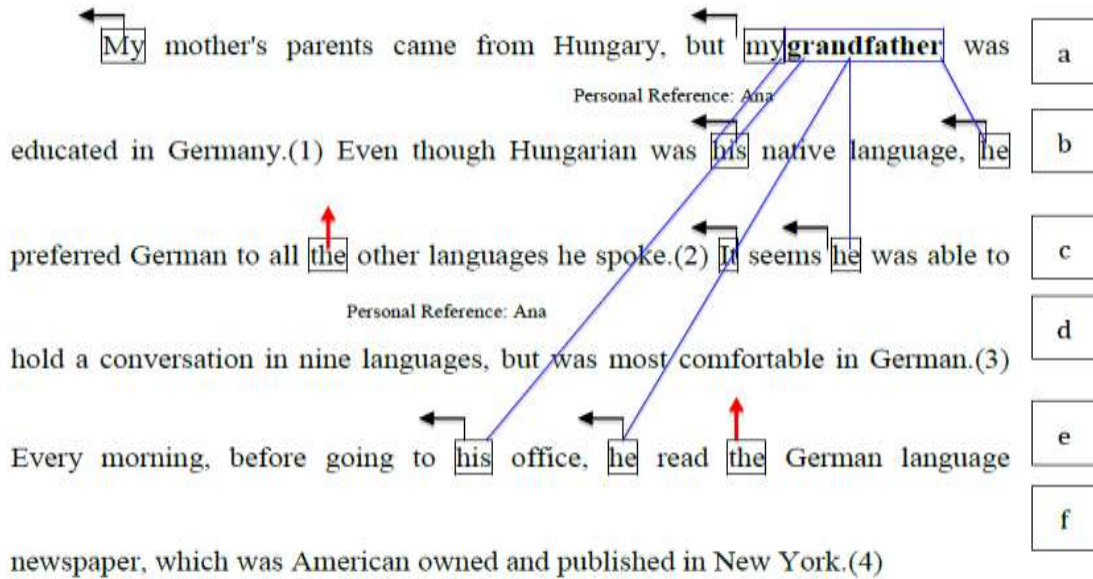 My mother's parents came from Hungary, but my grandfather was
a
Personal Reference: Ana
educated in Germany.(1) Even though Hungarian was his native language, he
b
preferred German to all the other languages he spoke.(2) It seems he was able to
c
Personal Reference: Ana
d
hold a conversation in nine languages, but was most comfortable in German.(3)
Every morning, before going to his office, he read the German language
e
f
newspaper, which was American owned and published in New York.(4)